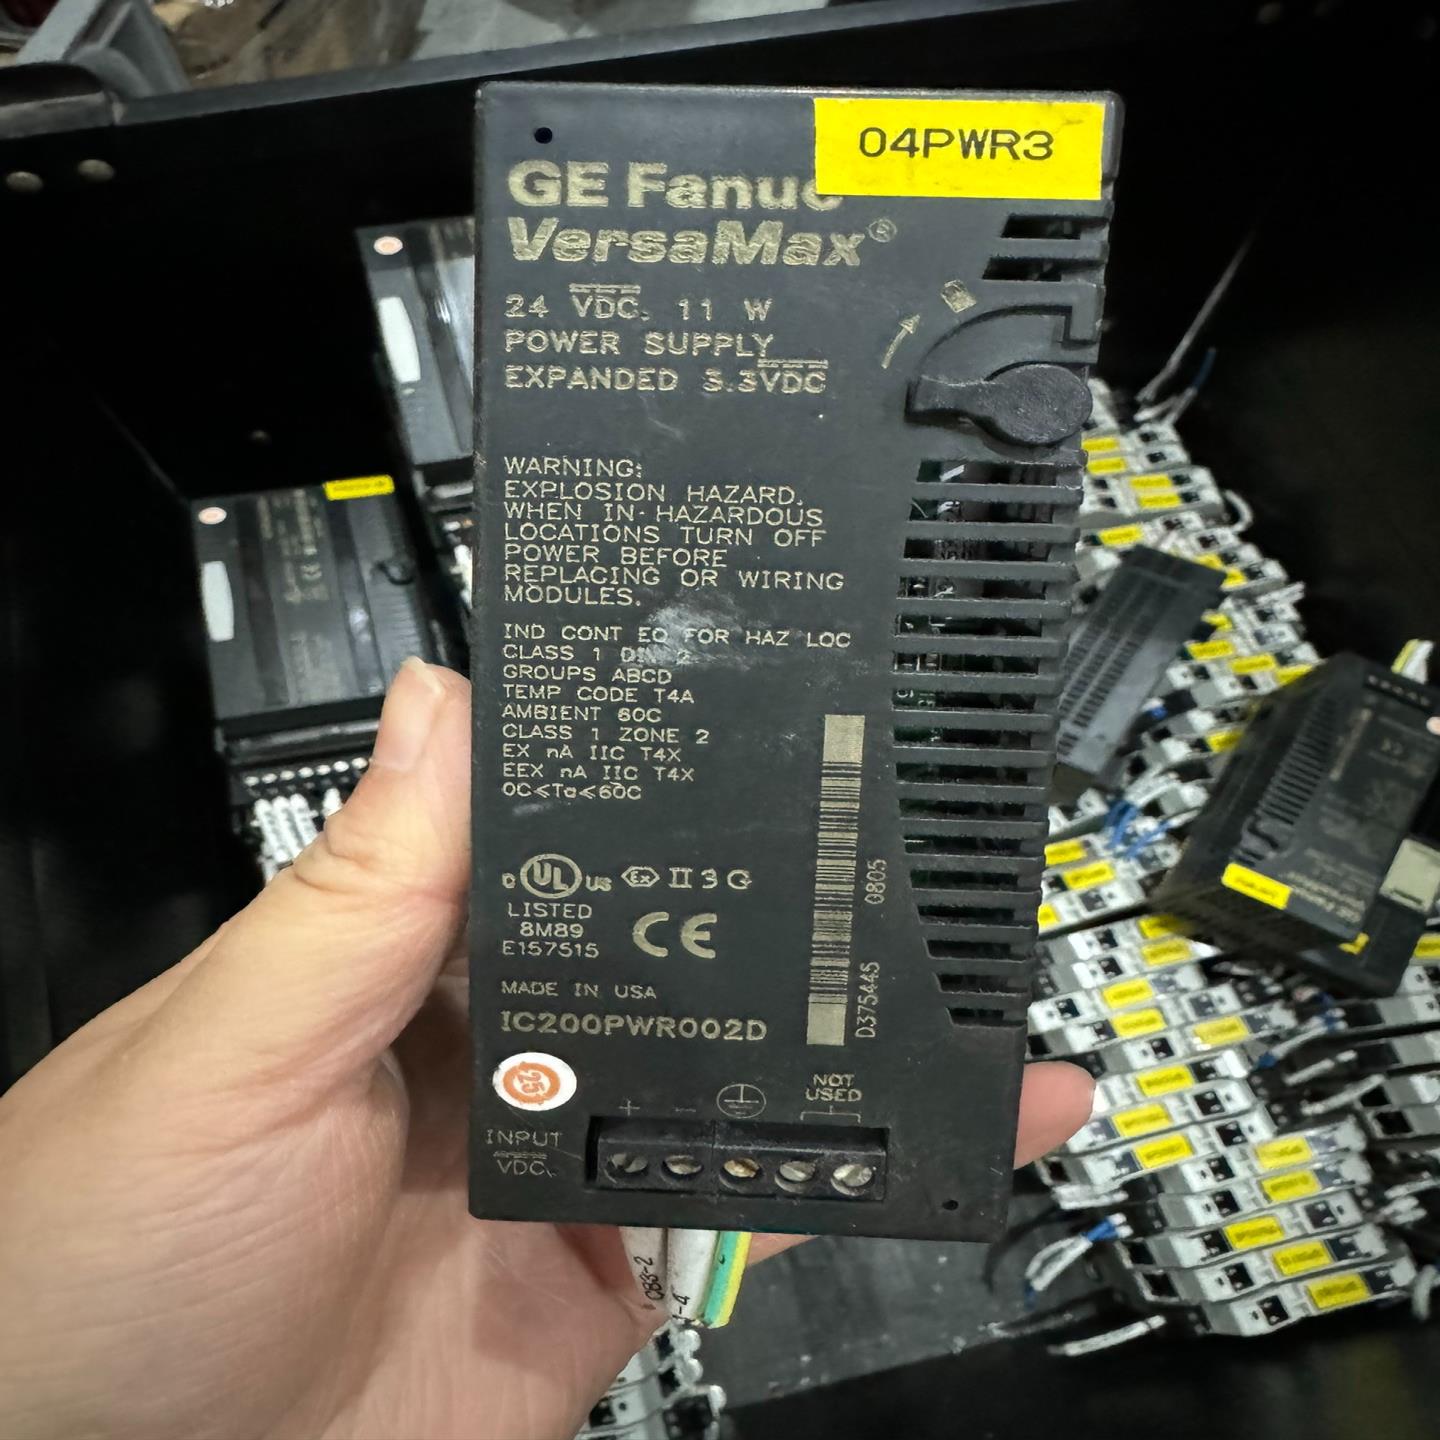 04PWR3
GE Fanuc
VersaMax®
24 VDC, 11 W
POWER SUPPLY
EXPANDED 3.3VDC
WARNING:
EXPLOSION HAZARD.
WHEN IN HAZARDOUS
LOCATIONS TURN OFF
POWER BEFORE
REPLACING OR WIRING
MODULES.
IND CONT EQ FOR HAZ LOC
CLASS 1 DIV 2
GROUPS ABCD
TEMP CODE T4A
AMBIENT 60C
CLASS 1 ZONE 2
EX nA IIC T4X
EEX nA IIC T4X
0C≤Ta≤60C
C UL US Ex II 3 G
LISTED
8M89
E157515
CE
MADE IN USA
IC200PWR002D
D375445 0805
NOT
USED
+ -
INPUT
VDC
083-2
-4